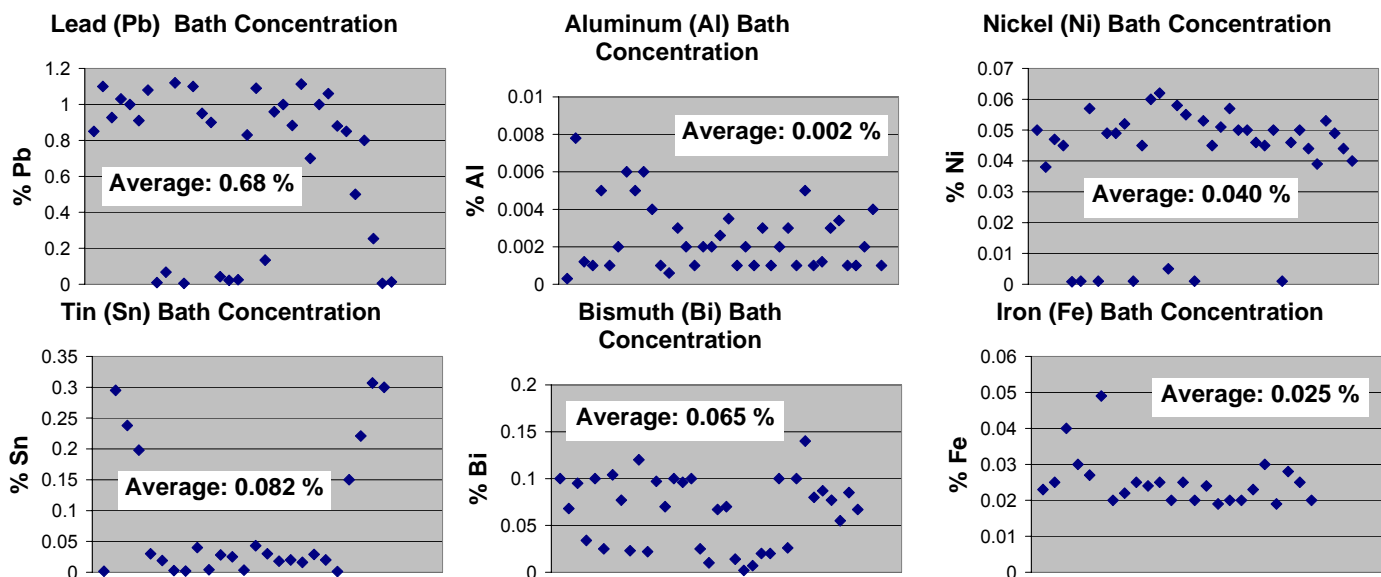 Lead (Pb) Bath Concentration
% Pb
1.2
1
0.8
0.6
0.4
0.2
0
Average: 0.68 %
Aluminum (Al) Bath
Concentration
% Al
0.01
0.008
0.006
0.004
0.002
0
Average: 0.002 %
Nickel (Ni) Bath Concentration
% Ni
0.07
0.06
0.05
0.04
0.03
0.02
0.01
0
Average: 0.040 %
Tin (Sn) Bath Concentration
% Sn
0.35
0.3
0.25
0.2
0.15
0.1
0.05
0
Average: 0.082 %
Bismuth (Bi) Bath
Concentration
% Bi
0.2
0.15
0.1
0.05
0
Average: 0.065 %
Iron (Fe) Bath Concentration
% Fe
0.06
0.05
0.04
0.03
0.02
0.01
0
Average: 0.025 %